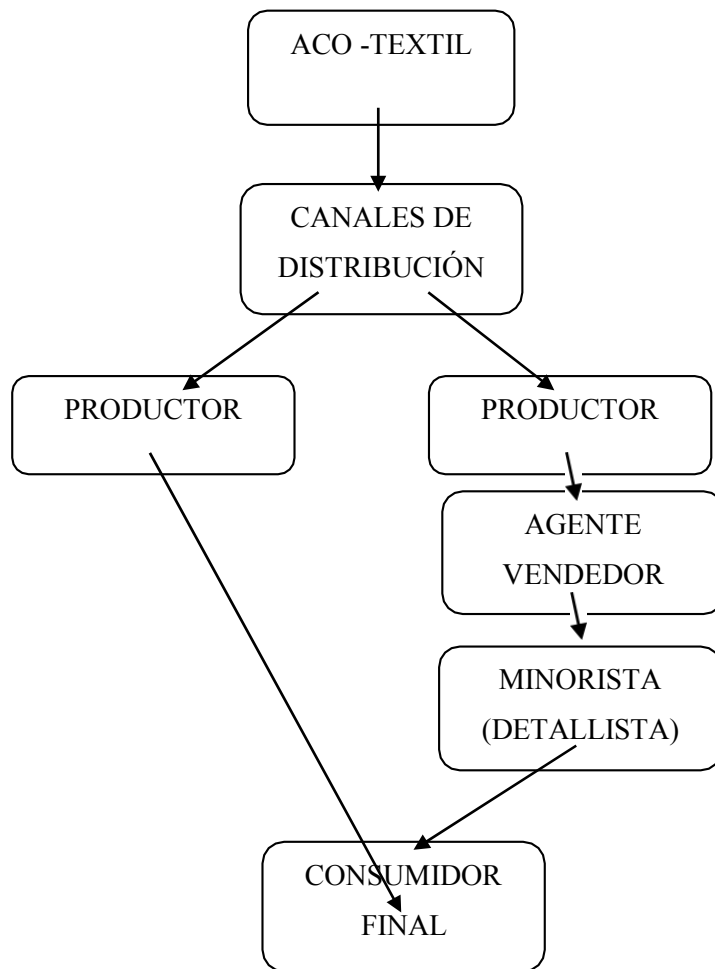 ACO -TEXTIL
CANALES DE
DISTRIBUCIÓN
PRODUCTOR
PRODUCTOR
AGENTE
VENDEDOR
MINORISTA
(DETALLISTA)
CONSUMIDOR
FINAL